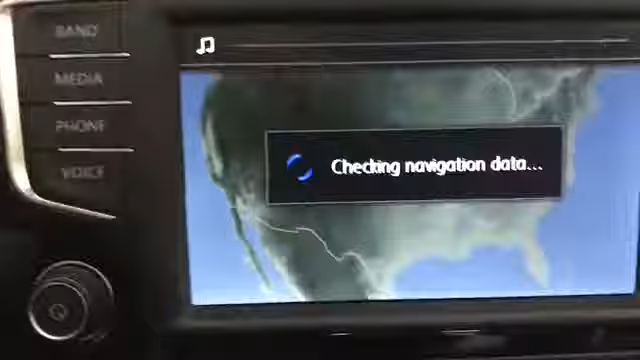 BAND
MEDIA
PHONE
VOICE
Checking navigation data...